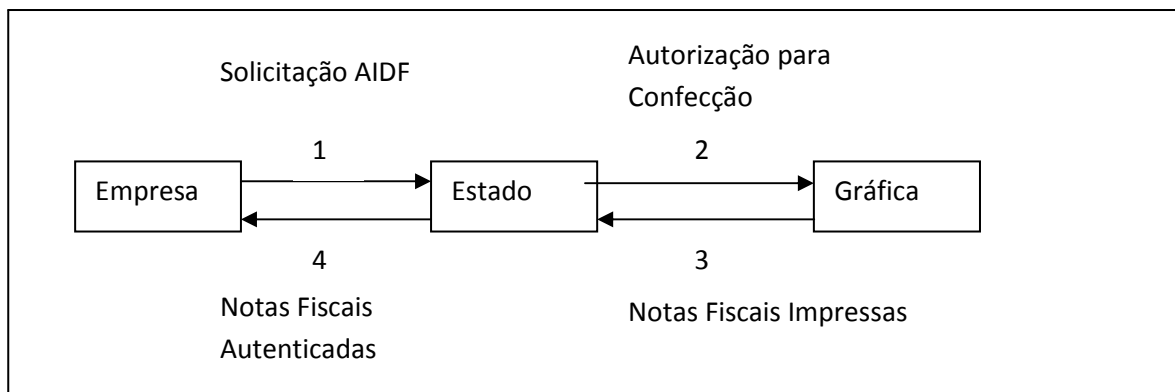 Solicitação AIDF
Autorização para
Confecção
1
2
Empresa
Estado
Gráfica
4
3
Notas Fiscais
Autenticadas
Notas Fiscais Impressas